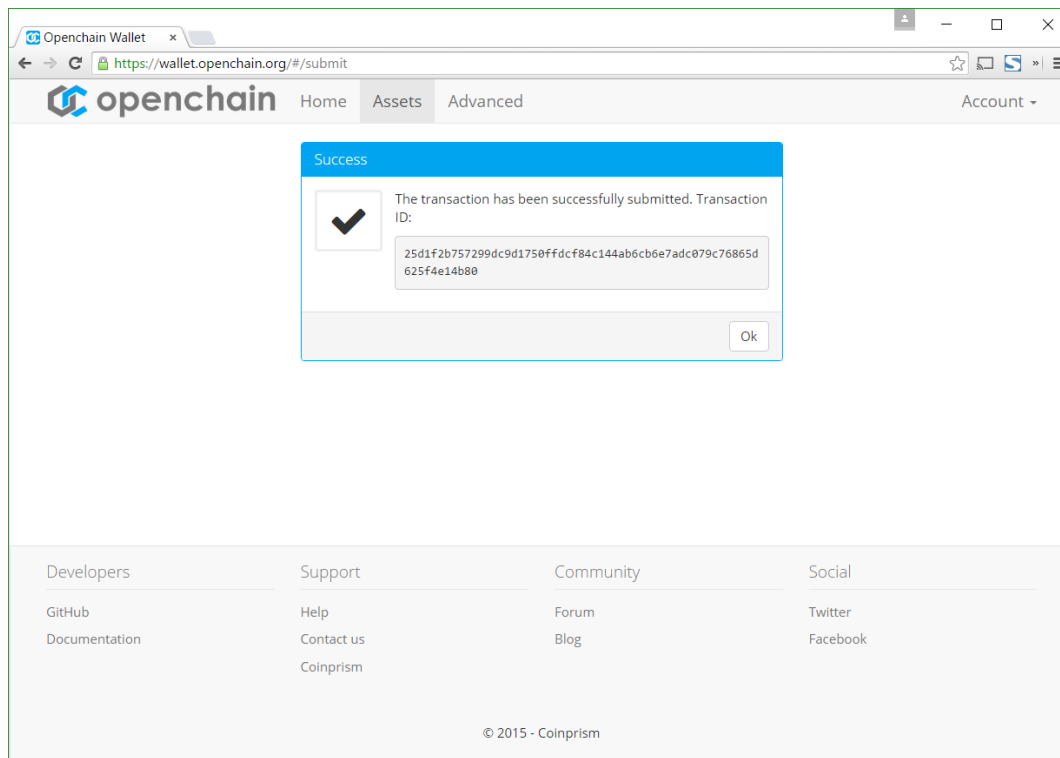 Openchain Wallet
https://wallet.openchain.org/#/submit
openchain Home Assets Advanced Account
Success
The transaction has been successfully submitted. Transaction
ID:
25d1f2b757299dc9d1750ffdcf84c144ab6cb6e7adc079c76865d
625f4e14b80
Ok
Developers Support Community Social
GitHub Help Forum Twitter
Documentation Contact us Blog Facebook
Coinprism
© 2015 - Coinprism